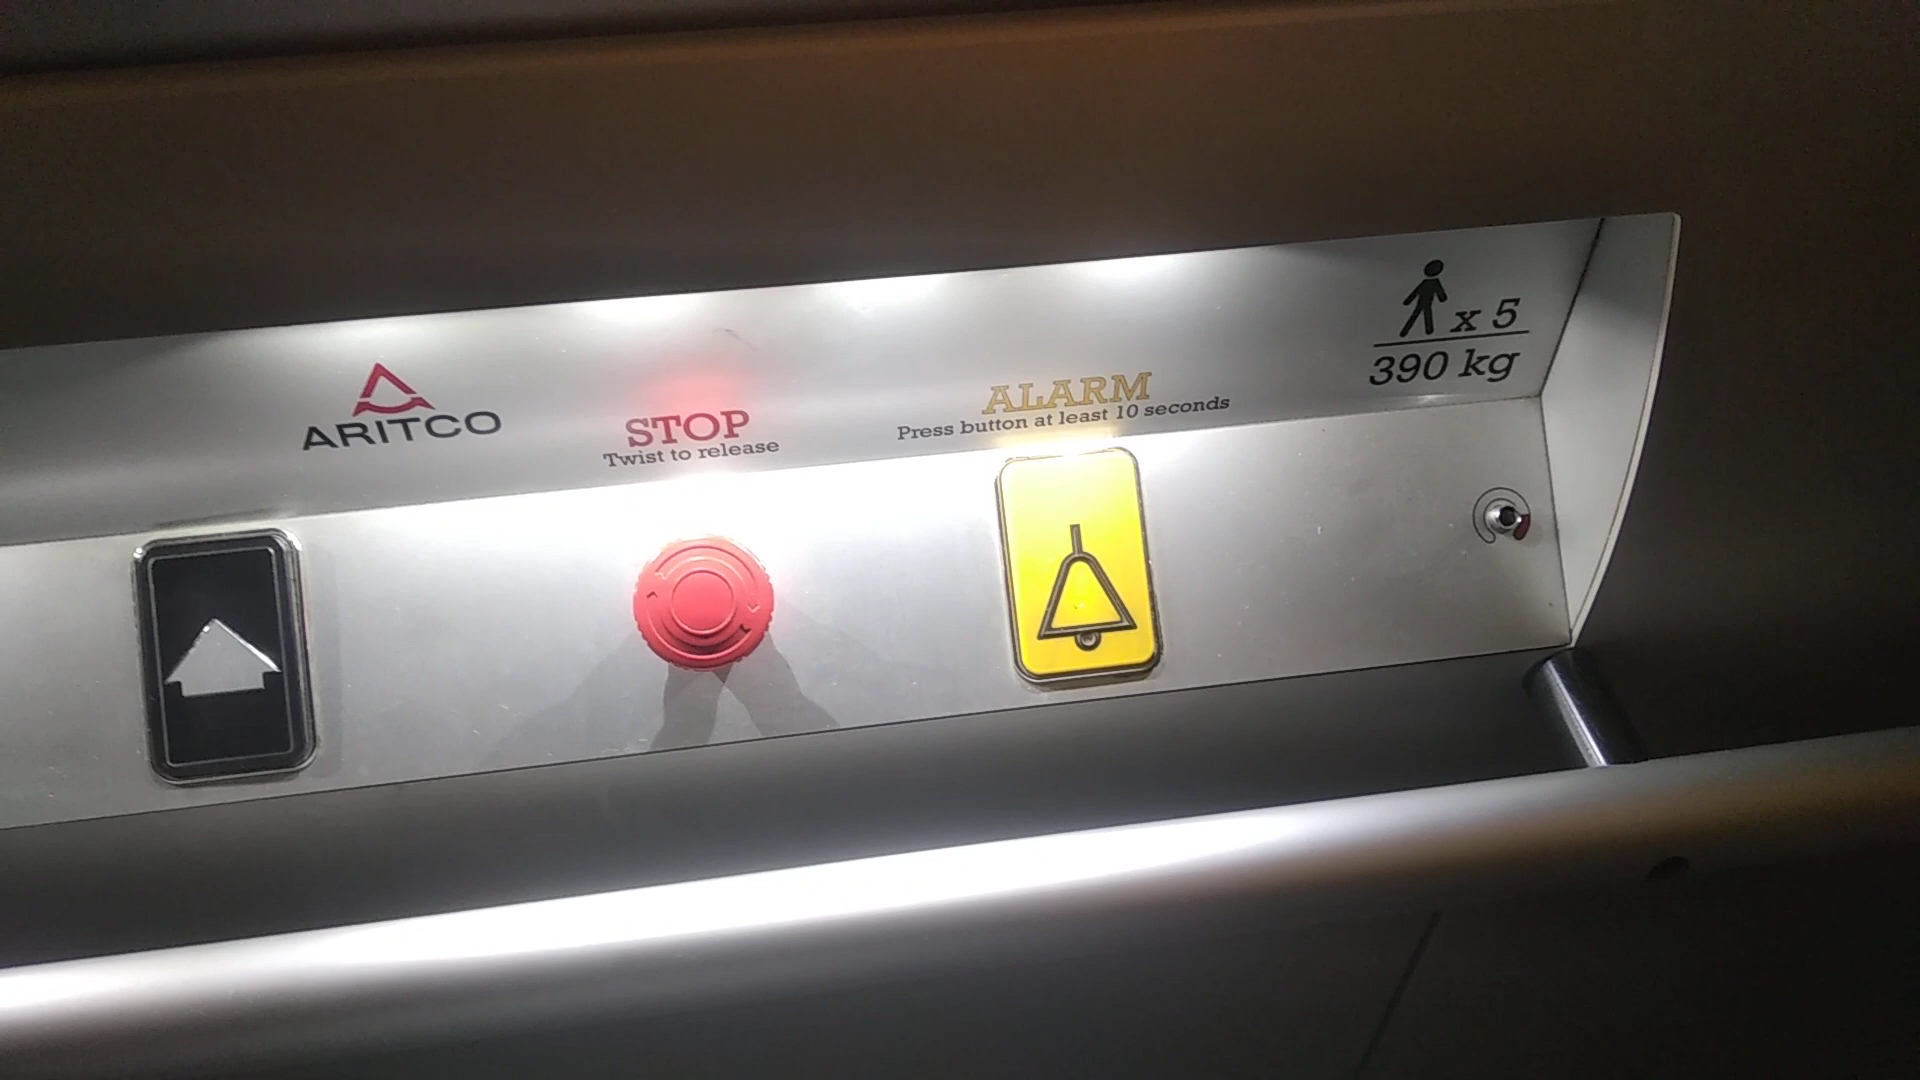 ARITCO
STOP
Twist to release
ALARM
Press button at least 10 seconds
x 5
390 kg